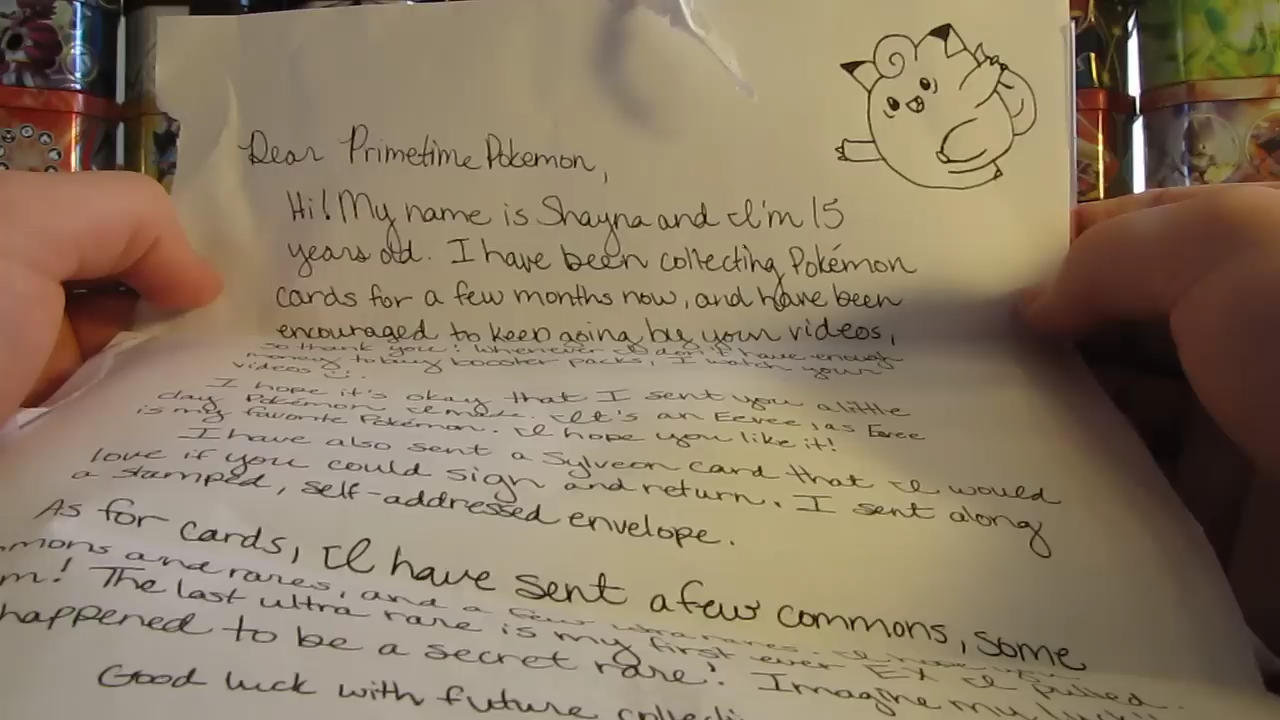 Dear Primetime Pokemon,
Hi! My name is Shayna and I'm 15
years old. I have been collecting Pokémon
cards for a few months now, and have been
encouraged to keep going by your videos,
so thank you! Whenever I don't have enough
money to buy booster packs, I watch your
videos :)
I hope it's okay that I sent you a little
clay Pokémon I made. It's an Eevee, as Eevee
is my favorite Pokémon. I hope you like it!
I have also sent a Sylveon card that I would
love if you could sign and return. I sent along
a stamped, self-addressed envelope.
As for cards, I have sent a few commons, some
mons and rares, and a few ultra rares. I hope you
m! The last ultra rare is my first ever EX I pulled
happened to be a secret rare! Imagine my
Good luck with future